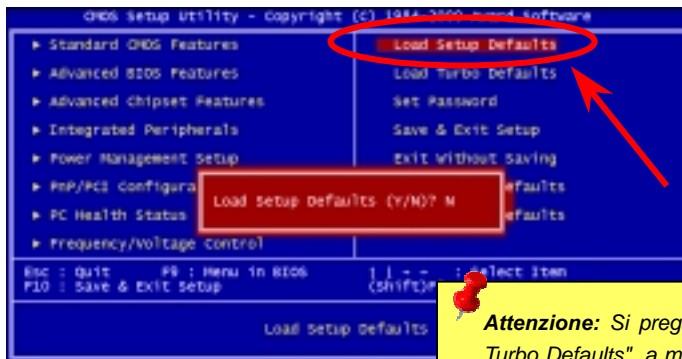 CMOS Setup Utility - Copyright (C) 1984-2000 Award Software
▶ Standard CMOS Features
▶ Advanced BIOS Features
▶ Advanced Chipset Features
▶ Integrated Peripherals
▶ Power Management Setup
▶ PnP/PCI Configura
▶ PC Health Status
▶ Frequency/Voltage Control
Load Setup Defaults
Load Turbo Defaults
Set Password
Save & Exit Setup
Exit Without Saving
efaults
efaults
Load Setup Defaults (Y/N)? N
Esc : Quit F9 : Menu in BIOS : Select Item
F10 : Save & Exit Setup (Shift)F
Load Setup Defaults
Attenzione: Si preg
Turbo Defaults", a m